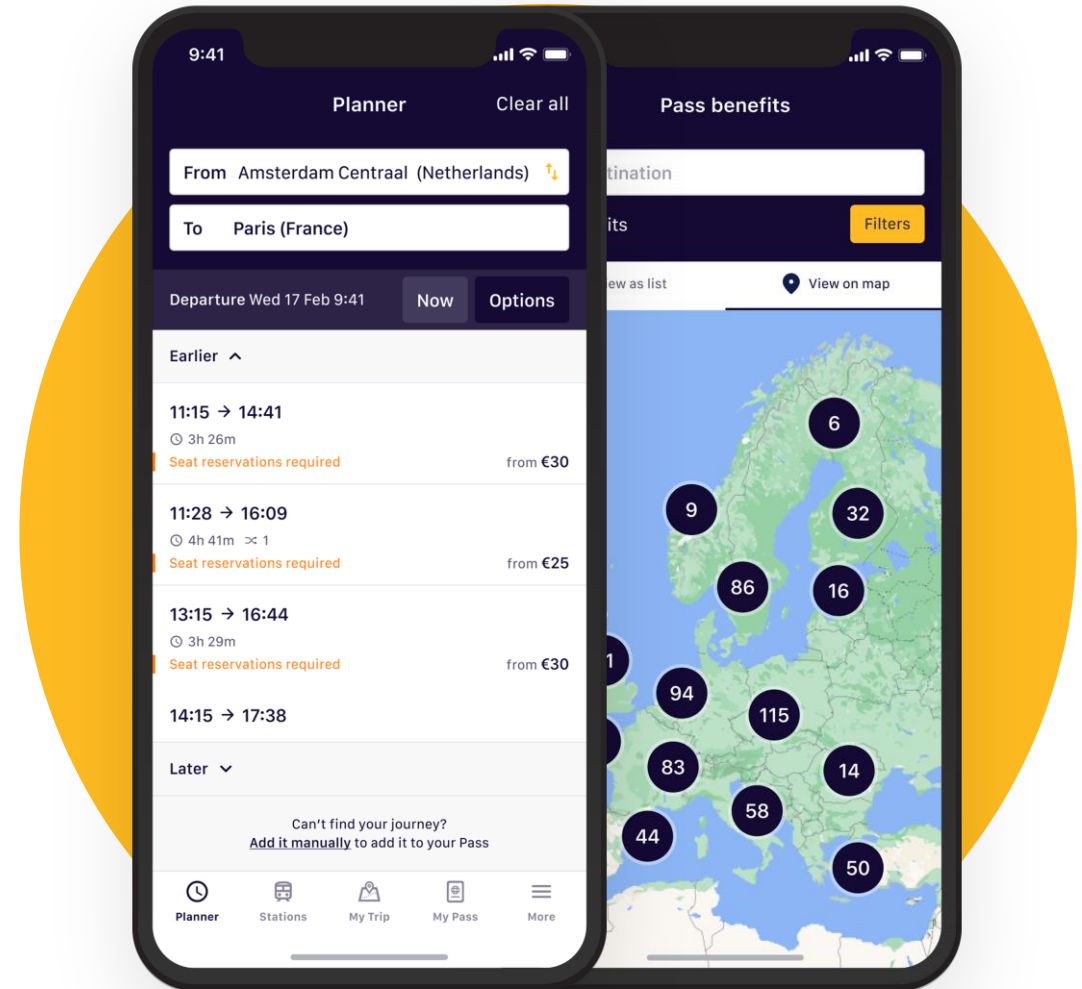 9:41
Planner Clear all
From Amsterdam Centraal (Netherlands)
To Paris (France)
Departure Wed 17 Feb 9:41 Now Options
Earlier
11:15 → 14:41
3h 26m
Seat reservations required from €30
11:28 → 16:09
4h 41m 1
Seat reservations required from €25
13:15 → 16:44
3h 29m
Seat reservations required from €30
14:15 → 17:38
Later
Can't find your journey?
Add it manually to add it to your Pass
Planner Stations My Trip My Pass More
Pass benefits
Filters
as list View on map
6
9
32
86
16
94
115
83
14
58
44
50